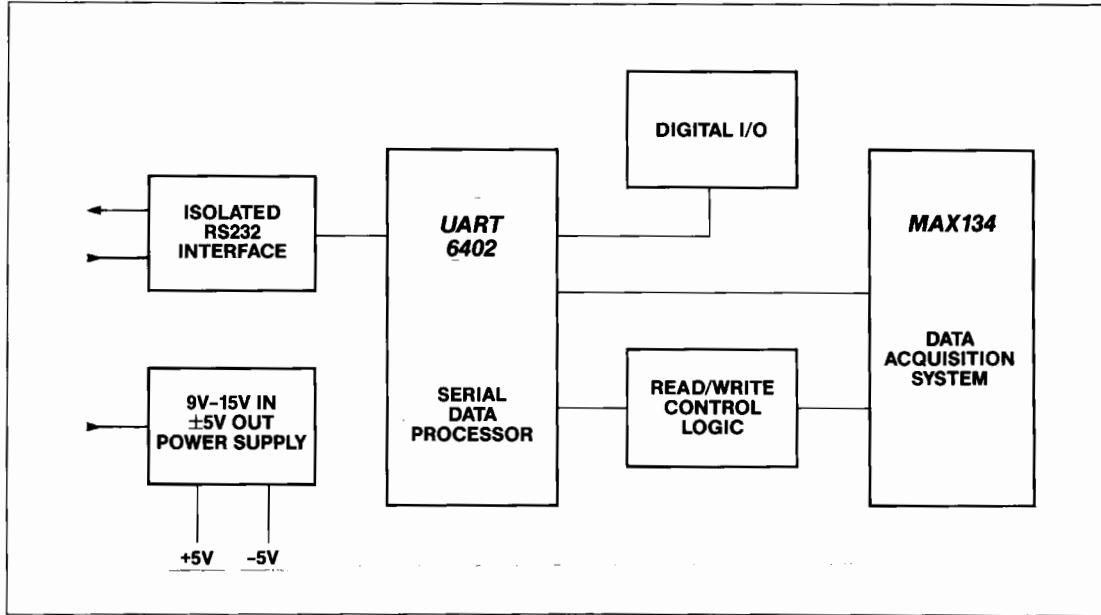 ISOLATED
RS232
INTERFACE
9V–15V IN
±5V OUT
POWER SUPPLY
+5V
–5V
UART
6402
SERIAL
DATA
PROCESSOR
DIGITAL I/O
READ/WRITE
CONTROL
LOGIC
MAX134
DATA
ACQUISITION
SYSTEM